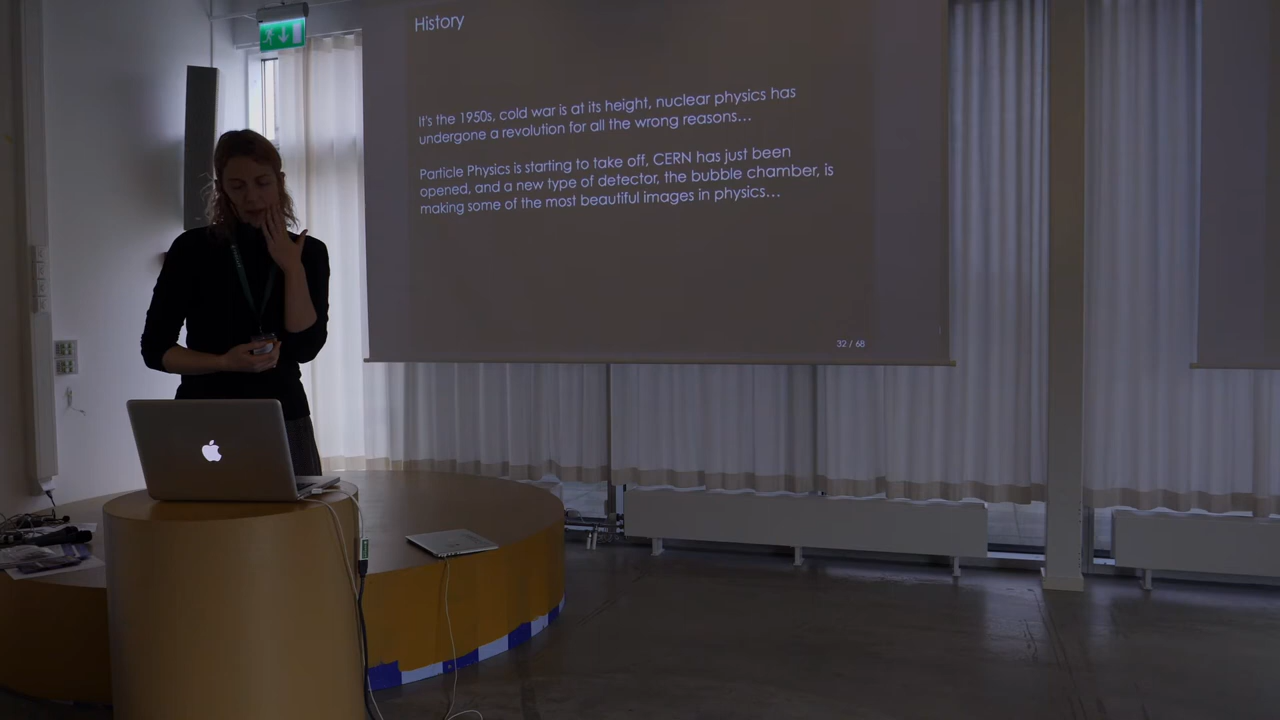 History
It's the 1950s, cold war is at its height, nuclear physics has
undergone a revolution for all the wrong reasons...
Particle Physics is starting to take off, CERN has just been
opened, and a new type of detector, the bubble chamber, is
making some of the most beautiful images in physics...
32 / 68